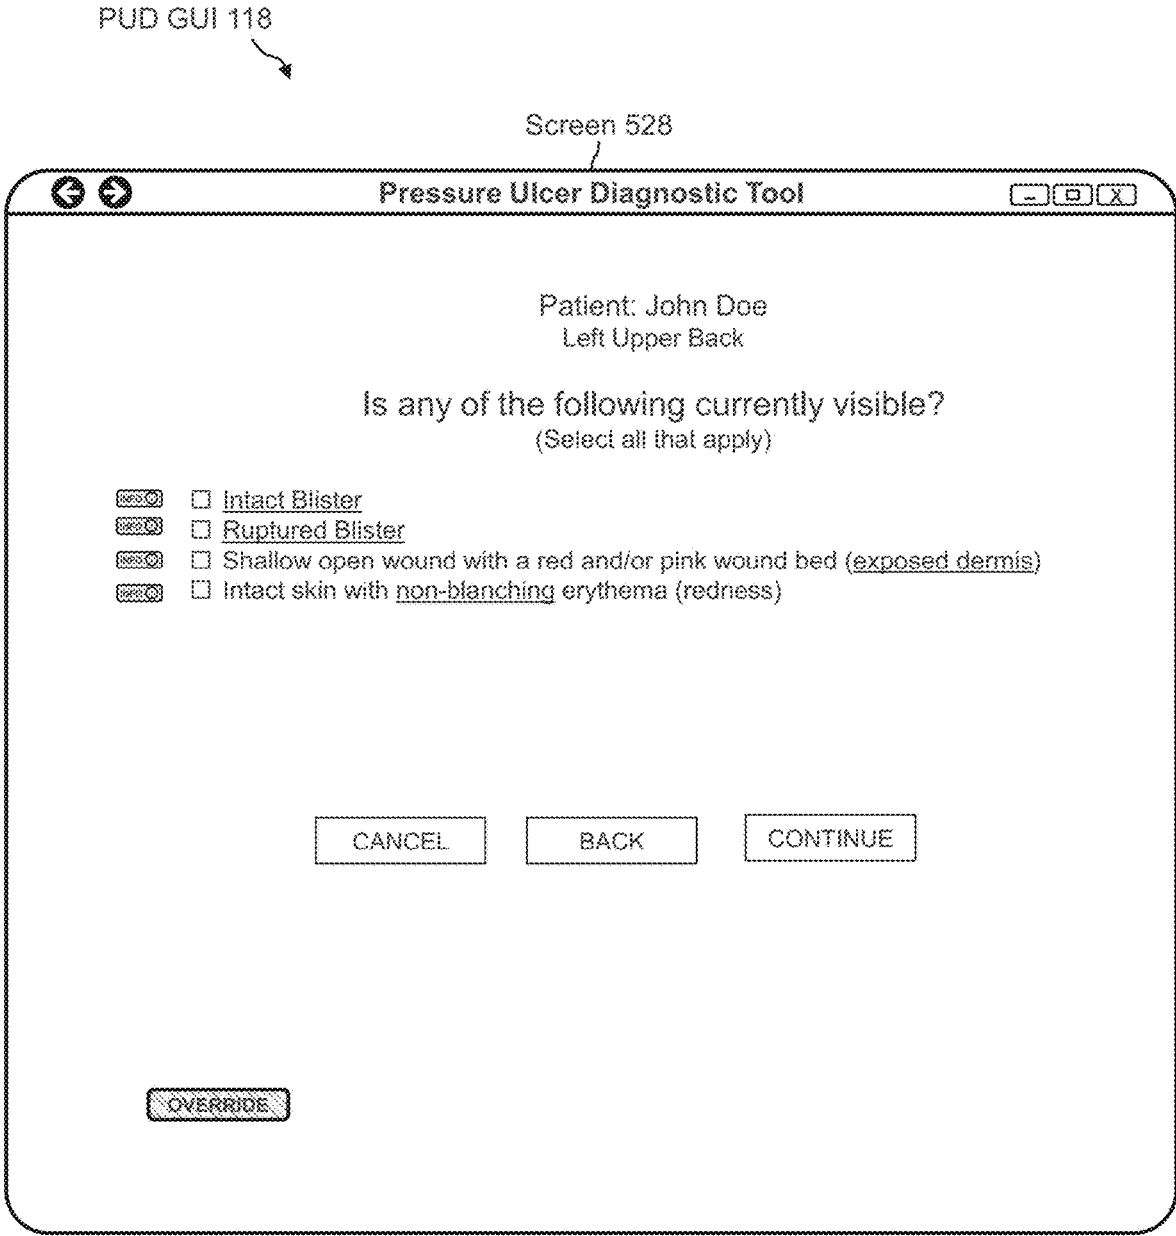 PUD GUI 118
Screen 528
Pressure Ulcer Diagnostic Tool
X
Patient: John Doe
Left Upper Back
Is any of the following currently visible?
(Select all that apply)
Intact Blister
Ruptured Blister
Shallow open wound with a red and/or pink wound bed (exposed dermis)
Intact skin with non-blanching erythema (redness)
CANCEL BACK CONTINUE
OVERRIDE